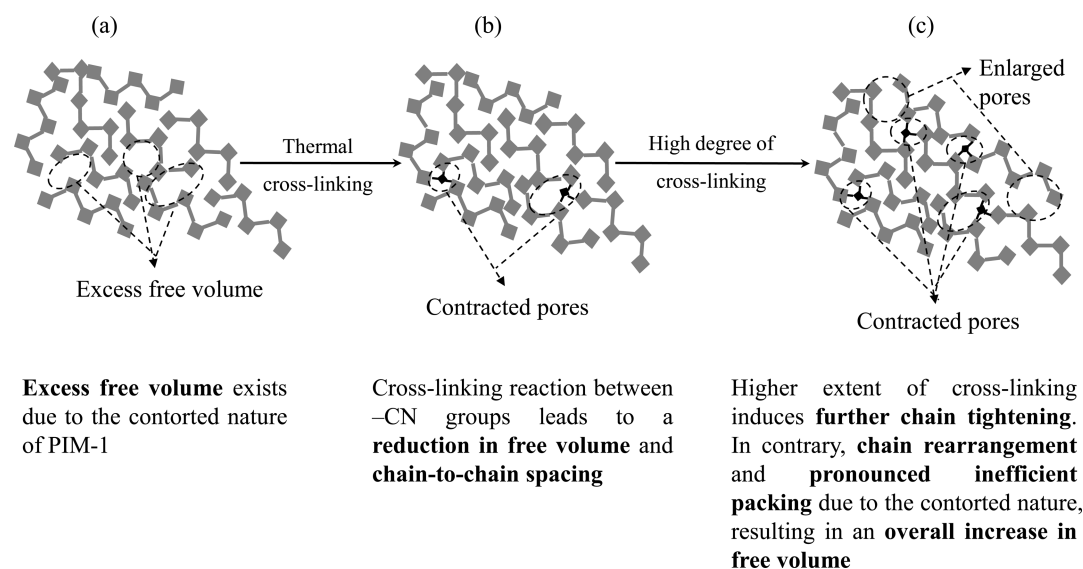 (a)
(b)
(c)
Enlarged
pores
Thermal
cross-linking
High degree of
cross-linking
Excess free volume
Contracted pores
Contracted pores
Excess free volume exists
due to the contorted nature
of PIM-1
Cross-linking reaction between
–CN groups leads to a
reduction in free volume and
chain-to-chain spacing
Higher extent of cross-linking
induces further chain tightening.
In contrary, chain rearrangement
and pronounced inefficient
packing due to the contorted nature,
resulting in an overall increase in
free volume